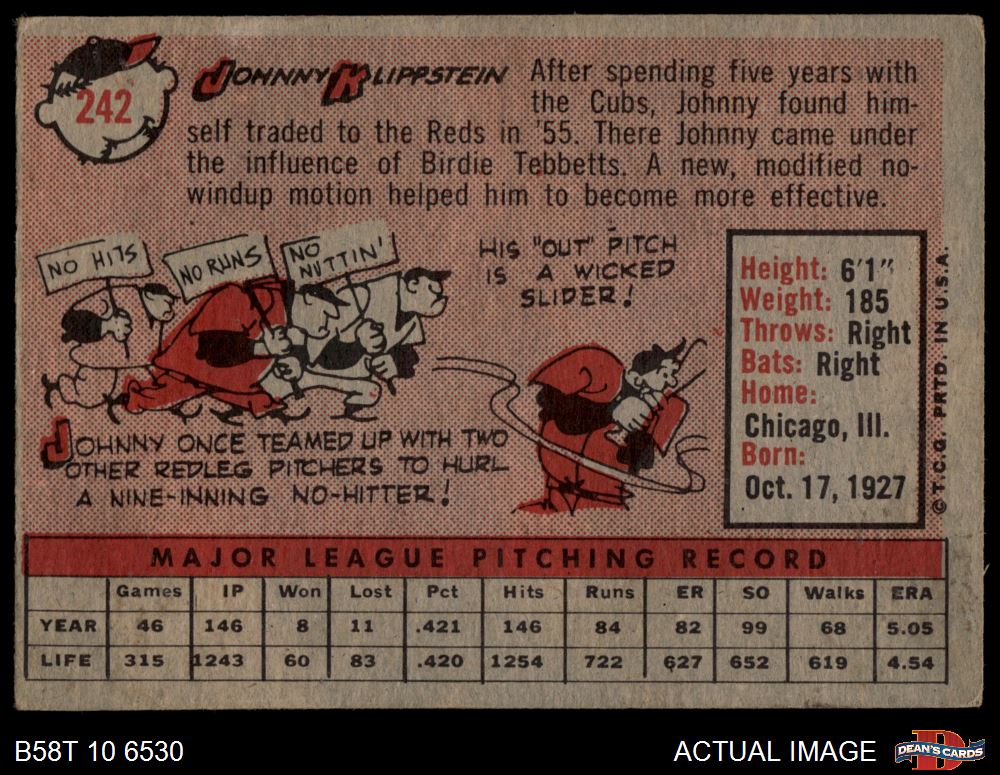 242
JOHNNY KLIPPSTEIN After spending five years with
the Cubs, Johnny found him-
self traded to the Reds in '55. There Johnny came under
the influence of Birdie Tebbetts. A new, modified no-
windup motion helped him to become more effective.
NO HITS
NO RUNS
NO
NUTTIN'
JOHNNY ONCE TEAMED UP WITH TWO
OTHER REDLEG PITCHERS TO HURL
A NINE-INNING NO-HITTER!
HIS "OUT" PITCH
IS A WICKED
SLIDER!
Height: 6'1"
Weight: 185
Throws: Right
Bats: Right
Home:
Chicago, Ill.
Born:
Oct. 17, 1927
© T.C.G. PRTD. IN U.S.A.
MAJOR LEAGUE PITCHING RECORD
Games IP Won Lost Pct Hits Runs ER SO Walks ERA
YEAR 46 146 8 11 .421 146 84 82 99 68 5.05
LIFE 315 1243 60 83 .420 1254 722 627 652 619 4.54
B58T 10 6530
ACTUAL IMAGE
D
DEAN'S CARDS